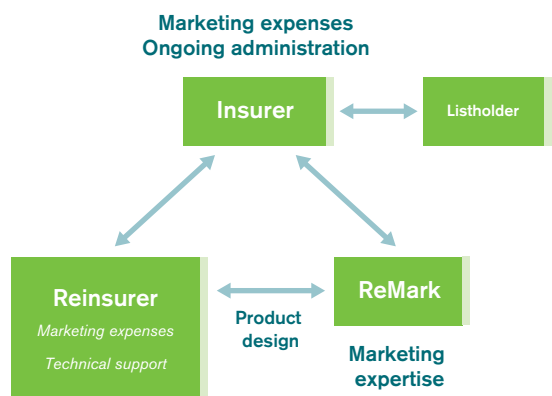 Marketing expenses
Ongoing administration
Insurer
Listholder
Reinsurer
Marketing expenses
Technical support
Product
design
ReMark
Marketing
expertise